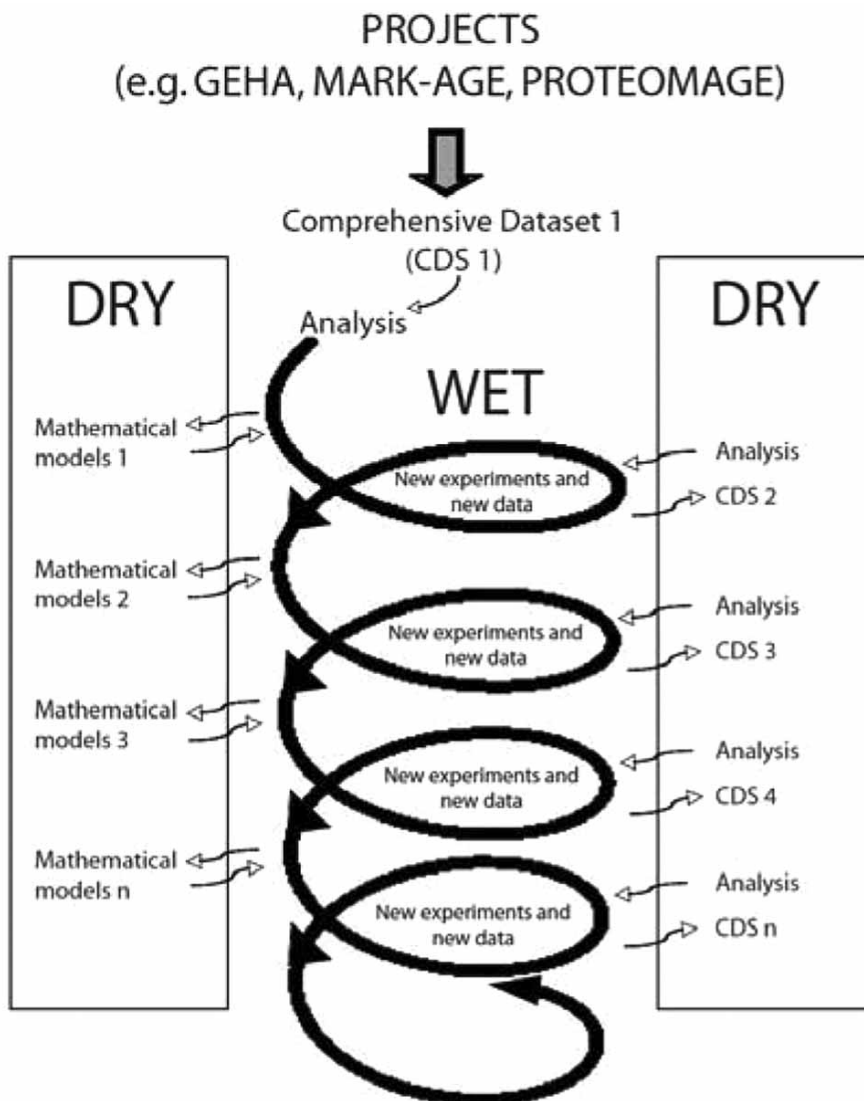 PROJECTS
(e.g. GEHA, MARK-AGE, PROTEOMAGE)
Comprehensive Dataset 1
(CDS 1)
Analysis
DRY
Mathematical
models 1
Mathematical
models 2
Mathematical
models 3
Mathematical
models n
WET
New experiments and
new data
New experiments and
new data
New experiments and
new data
New experiments and
new data
DRY
Analysis
CDS 2
Analysis
CDS 3
Analysis
CDS 4
Analysis
CDS n